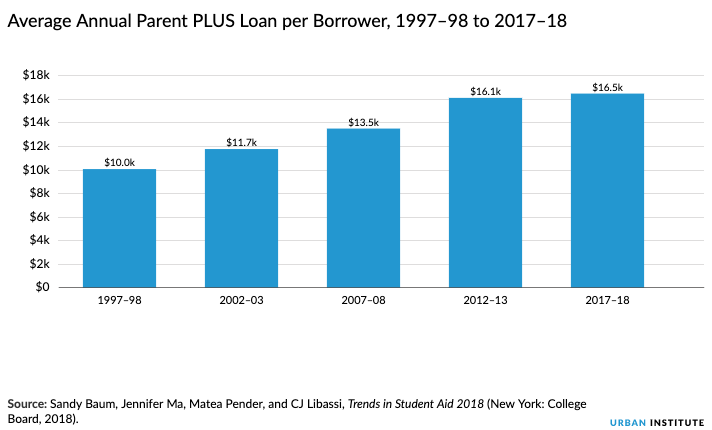 Average Annual Parent PLUS Loan per Borrower, 1997–98 to 2017–18
$18k
$16k
$14k
$12k
$10k
$8k
$6k
$4k
$2k
$0
$10.0k
$11.7k
$13.5k
$16.1k
$16.5k
1997–98
2002–03
2007–08
2012–13
2017–18
Source: Sandy Baum, Jennifer Ma, Matea Pender, and CJ Libassi, Trends in Student Aid 2018 (New York: College
Board, 2018).
URBAN INSTITUTE